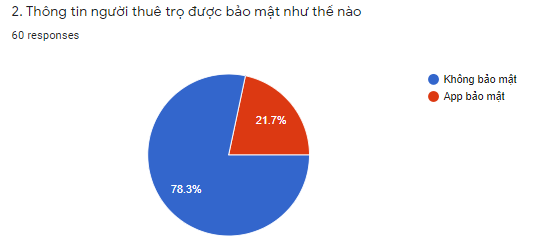 2. Thông tin người thuê trọ được bảo mật như thế nào
60 responses
Không bảo mật
App bảo mật
21.7%
78.3%